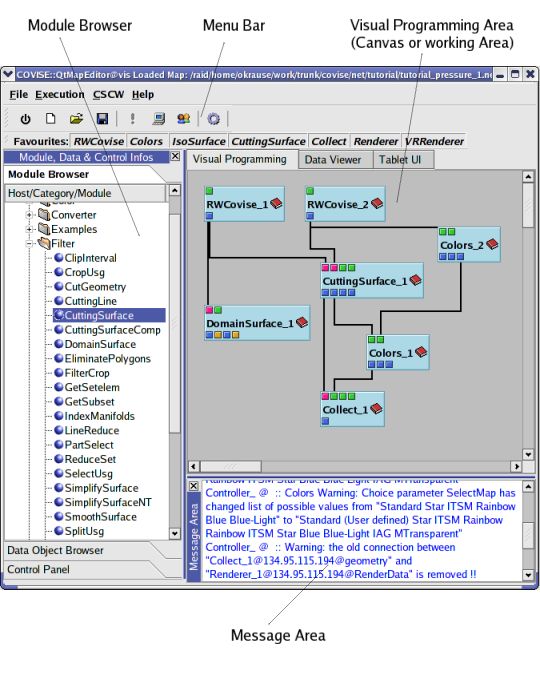 Module Browser
Menu Bar
Visual Programming Area
(Canvas or working Area)
COVISE::QtMapEditor@vis Loaded Map: /raid/home/okrause/work/trunk/covise/net/tutorial/tutorial_pressure_1.ne
File Execution CSCW Help
Favourites: RWCovise Colors IsoSurface CuttingSurface Collect Renderer VRRenderer
Module, Data & Control Infos
Module Browser
Host/Category/Module
Color
Converter
Examples
Filter
ClipInterval
CropUsg
CutGeometry
CuttingLine
CuttingSurface
CuttingSurfaceComp
DomainSurface
EliminatePolygons
FilterCrop
GetSetelem
GetSubset
IndexManifolds
LineReduce
PartSelect
ReduceSet
SelectUsg
SimplifySurface
SimplifySurfaceNT
SmoothSurface
SplitUsg
Data Object Browser
Control Panel
Visual Programming
Data Viewer
Tablet UI
RWCovise_1
RWCovise_2
Colors_2
CuttingSurface_1
DomainSurface_1
Colors_1
Collect_1
Message Area
Rainbow ITSM Star Blue Blue-Light IAG MTransparent
Controller_ @ :: Colors Warning: Choice parameter SelectMap has
changed list of possible values from "Standard Star ITSM Rainbow
Blue Blue-Light" to "Standard (User defined) Star ITSM Rainbow
Rainbow ITSM Star Blue Blue-Light IAG MTransparent"
Controller_ @ :: Warning: the old connection between
"Collect_1@134.95.115.194@geometry" and
"Renderer_1@134.95.115.194@RenderData" is removed !!
Message Area